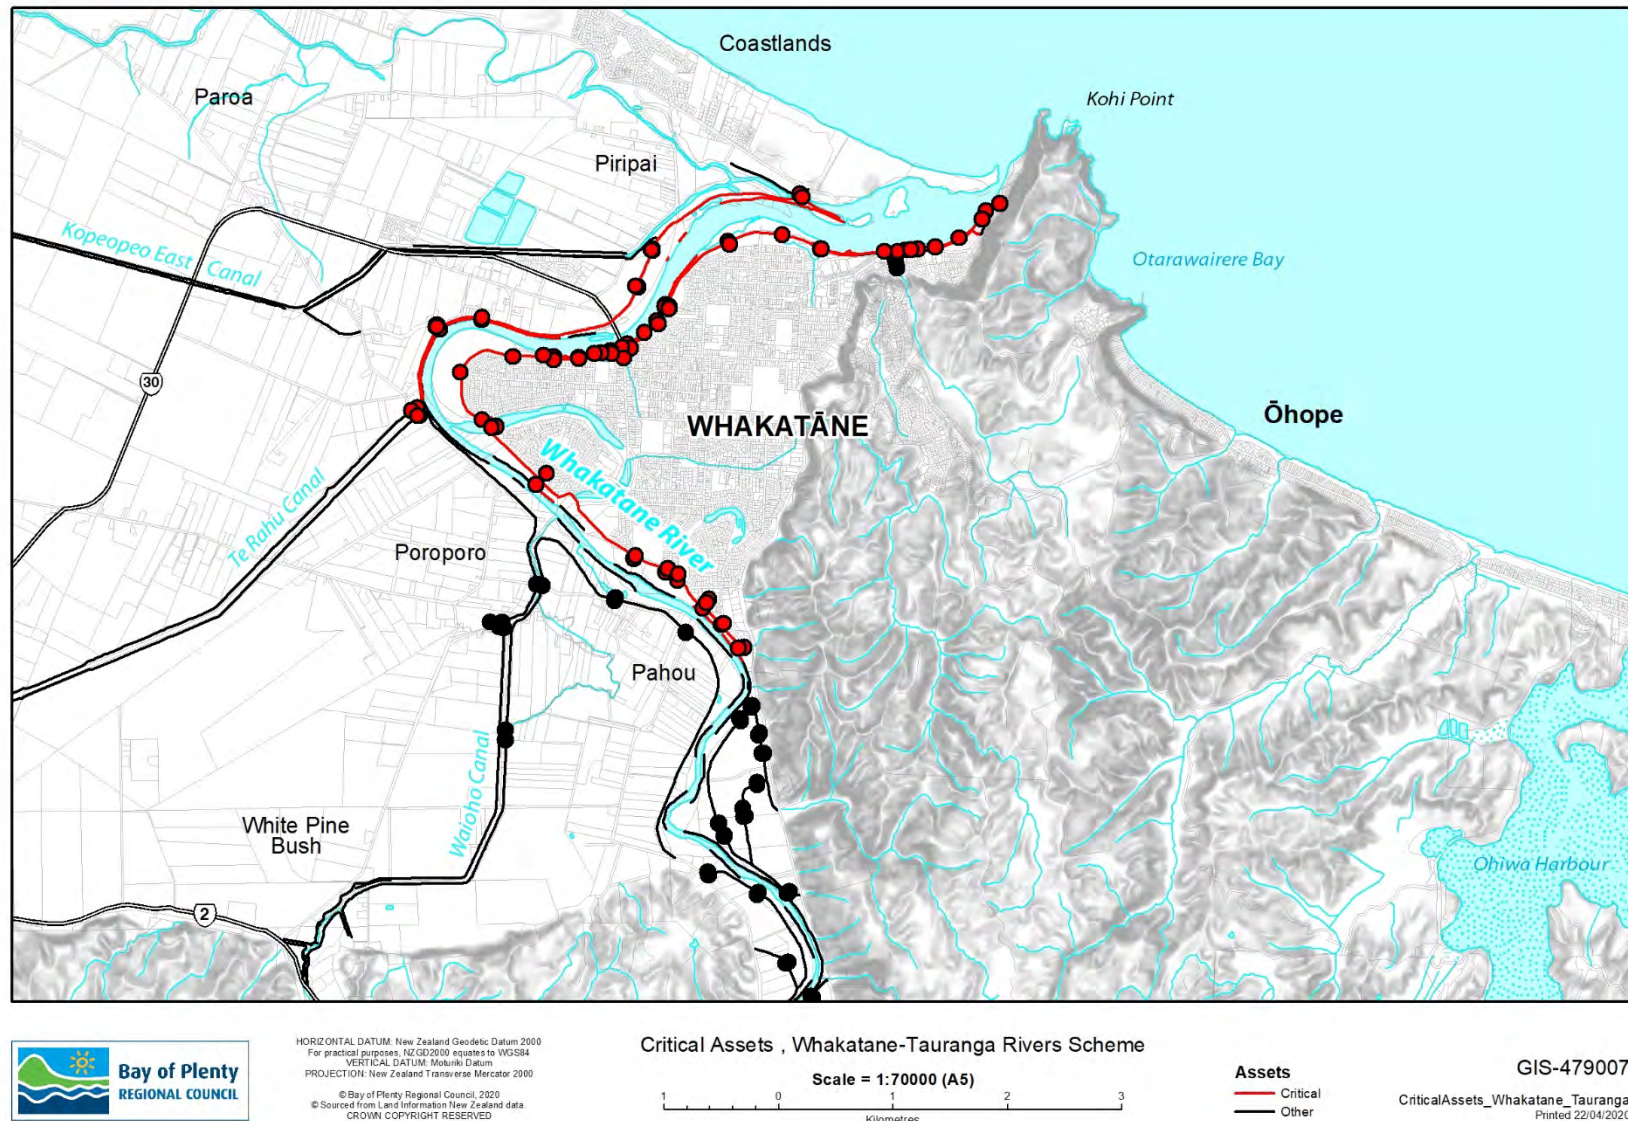 Coastlands
Kohi Point
Paroa
Piripai
Kopeopeo East Canal
Otarawairere Bay
30
WHAKATĀNE
Ōhope
Whakatane River
Te Rahu Canal
Poroporo
Pahou
Waioho Canal
White Pine
Bush
Ohiwa Harbour
2
Bay of Plenty
REGIONAL COUNCIL
HORIZONTAL DATUM: New Zealand Geodetic Datum 2000
For practical purposes, NZGD2000 equates to WGS84
VERTICAL DATUM: Moturiki Datum
PROJECTION: New Zealand Transverse Mercator 2000
© Bay of Plenty Regional Council, 2020
© Sourced from Land Information New Zealand data.
CROWN COPYRIGHT RESERVED
Critical Assets , Whakatane-Tauranga Rivers Scheme
Scale = 1:70000 (A5)
1 0 1 2 3
Kilometres
Assets
Critical
Other
GIS-479007
CriticalAssets_Whakatane_Tauranga
Printed 22/04/2020